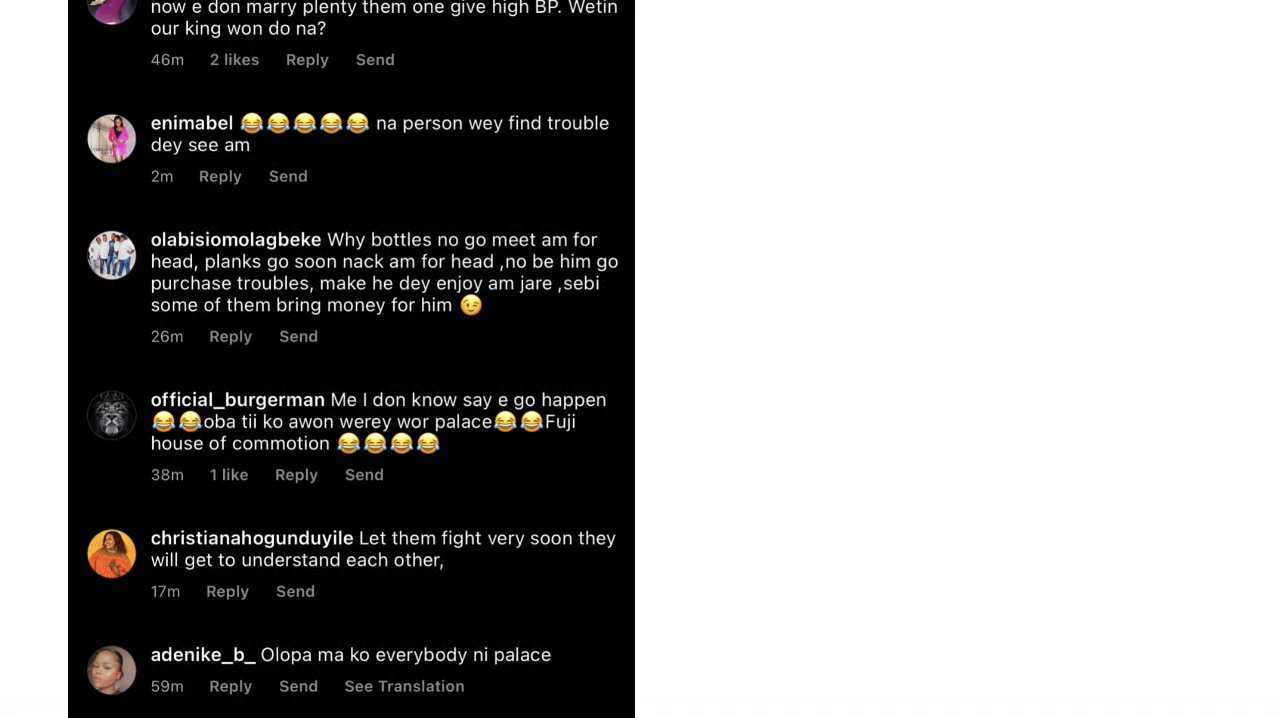 now e don marry plenty them one give high BP. Wetin
our king won do na?
46m 2 likes Reply Send
enimabel 😂😂😂😂😂 na person wey find trouble
dey see am
2m Reply Send
olabisiomolagbeke Why bottles no go meet am for
head, planks go soon nack am for head ,no be him go
purchase troubles, make he dey enjoy am jare ,sebi
some of them bring money for him 😉
26m Reply Send
official_burgerman Me I don know say e go happen
😂😂oba tii ko awon werey wor palace😂😂Fuji
house of commotion 😂😂😂😂
38m 1 like Reply Send
christianahogunduyile Let them fight very soon they
will get to understand each other,
17m Reply Send
adenike_b_ Olopa ma ko everybody ni palace
59m Reply Send See Translation